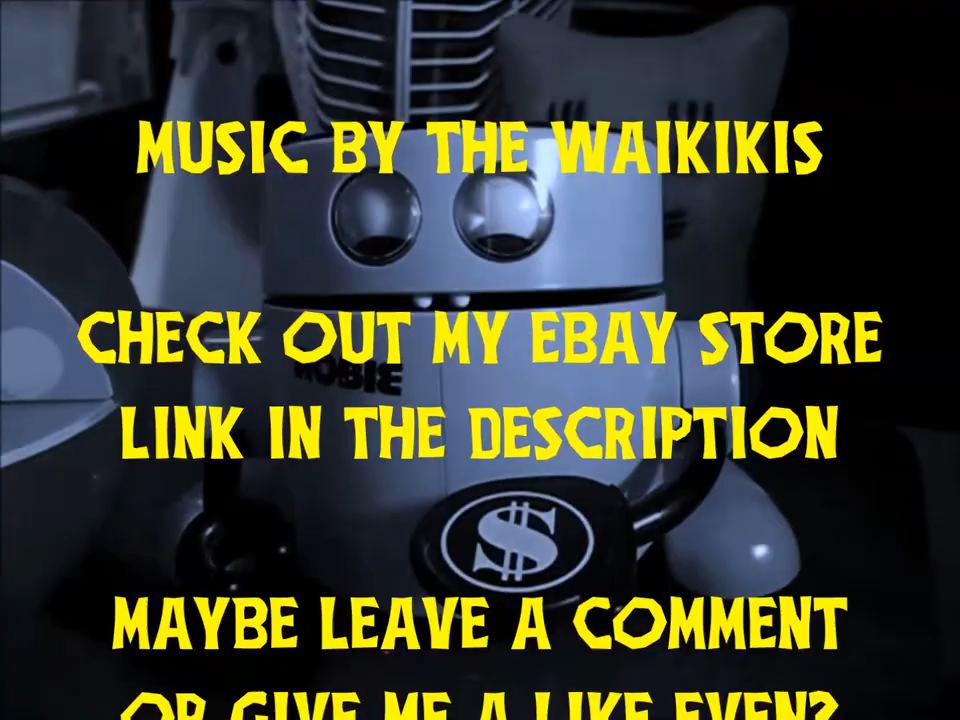 MUSIC BY THE WAIKIKIS
CHECK OUT MY EBAY STORE
ROBIE
LINK IN THE DESCRIPTION
$
MAYBE LEAVE A COMMENT
OR GIVE ME A LIKE EVEN?